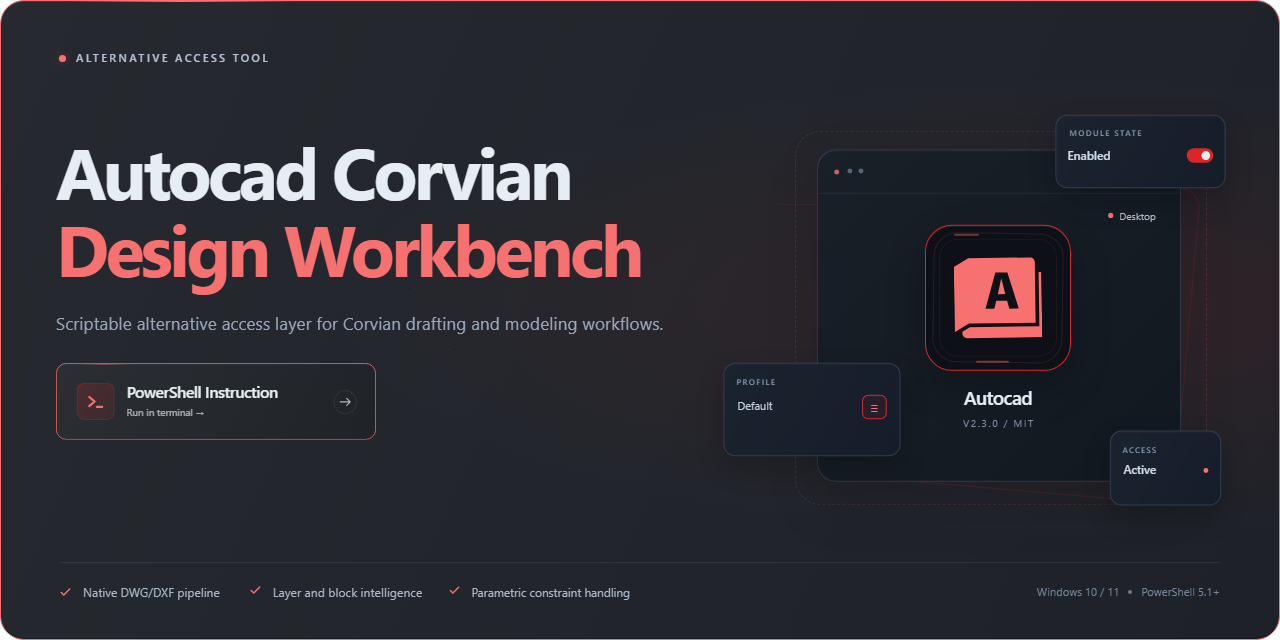 ALTERNATIVE ACCESS TOOL
Autocad Corvian
Design Workbench
Scriptable alternative access layer for Corvian drafting and modeling workflows.
>_
PowerShell Instruction
Run in terminal →
→
MODULE STATE
Enabled
Desktop
A
PROFILE
Default
Autocad
V2.3.0 / MIT
ACCESS
Active
Native DWG/DXF pipeline
Layer and block intelligence
Parametric constraint handling
Windows 10 / 11 • PowerShell 5.1+